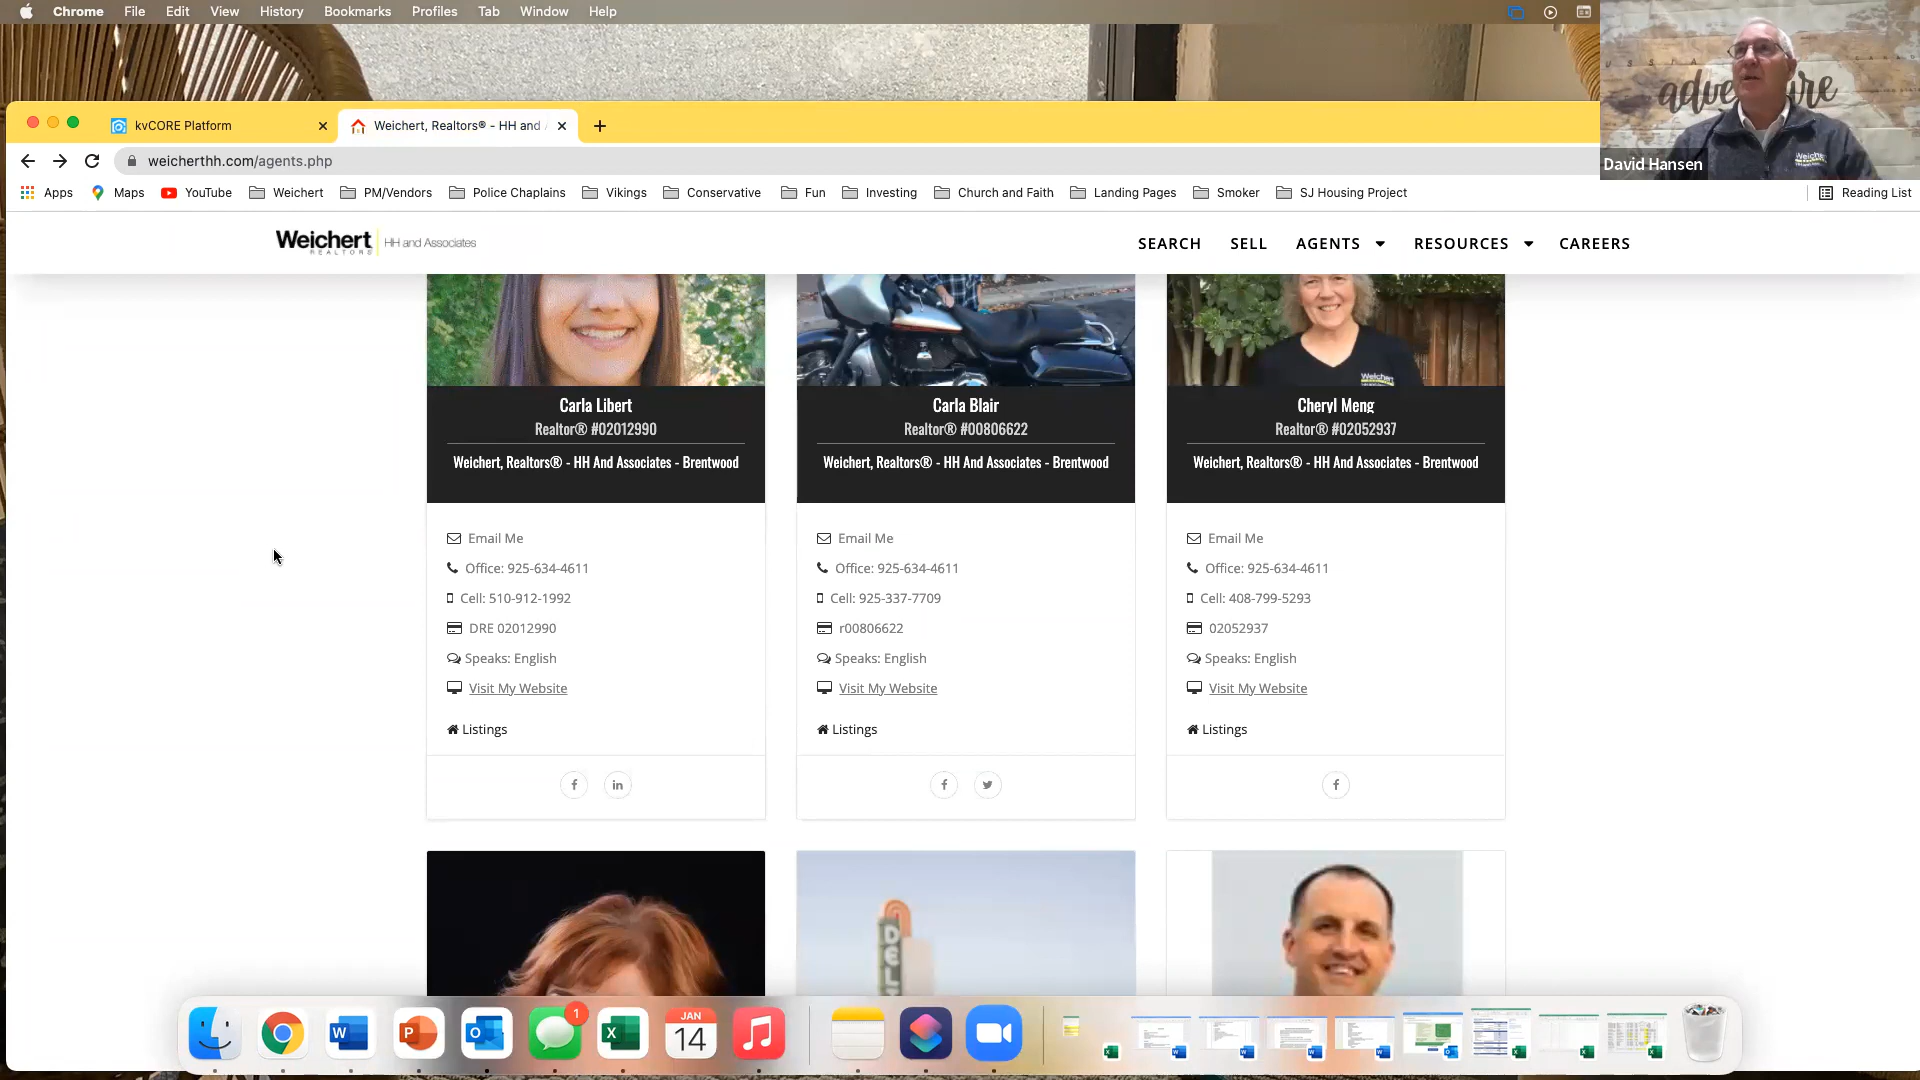 Chrome File Edit View History Bookmarks Profiles Tab Window Help
adventure
David Hansen
kvCORE Platform
Weichert, Realtors® - HH and
weicherthh.com/agents.php
Apps Maps YouTube Weichert PM/Vendors Police Chaplains Vikings Conservative Fun Investing Church and Faith Landing Pages Smoker SJ Housing Project Reading List
Weichert HH and Associates
REALTORS
SEARCH SELL AGENTS RESOURCES CAREERS
Weichert
Carla Libert
Realtor® #02012990
Weichert, Realtors® - HH And Associates - Brentwood
Email Me
Office: 925-634-4611
Cell: 510-912-1992
DRE 02012990
Speaks: English
Visit My Website
Listings
Carla Blair
Realtor® #00806622
Weichert, Realtors® - HH And Associates - Brentwood
Email Me
Office: 925-634-4611
Cell: 925-337-7709
r00806622
Speaks: English
Visit My Website
Listings
Cheryl Meng
Realtor® #02052937
Weichert, Realtors® - HH And Associates - Brentwood
Email Me
Office: 925-634-4611
Cell: 408-799-5293
02052937
Speaks: English
Visit My Website
Listings
DEL
1
JAN
14